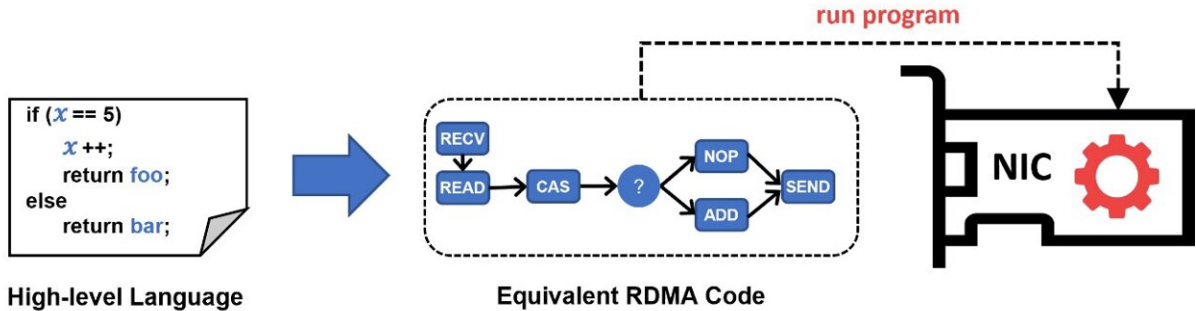 run program
if (x == 5)
x ++;
return foo;
else
return bar;
RECV
READ
CAS
?
NOP
ADD
SEND
NIC
High-level Language
Equivalent RDMA Code